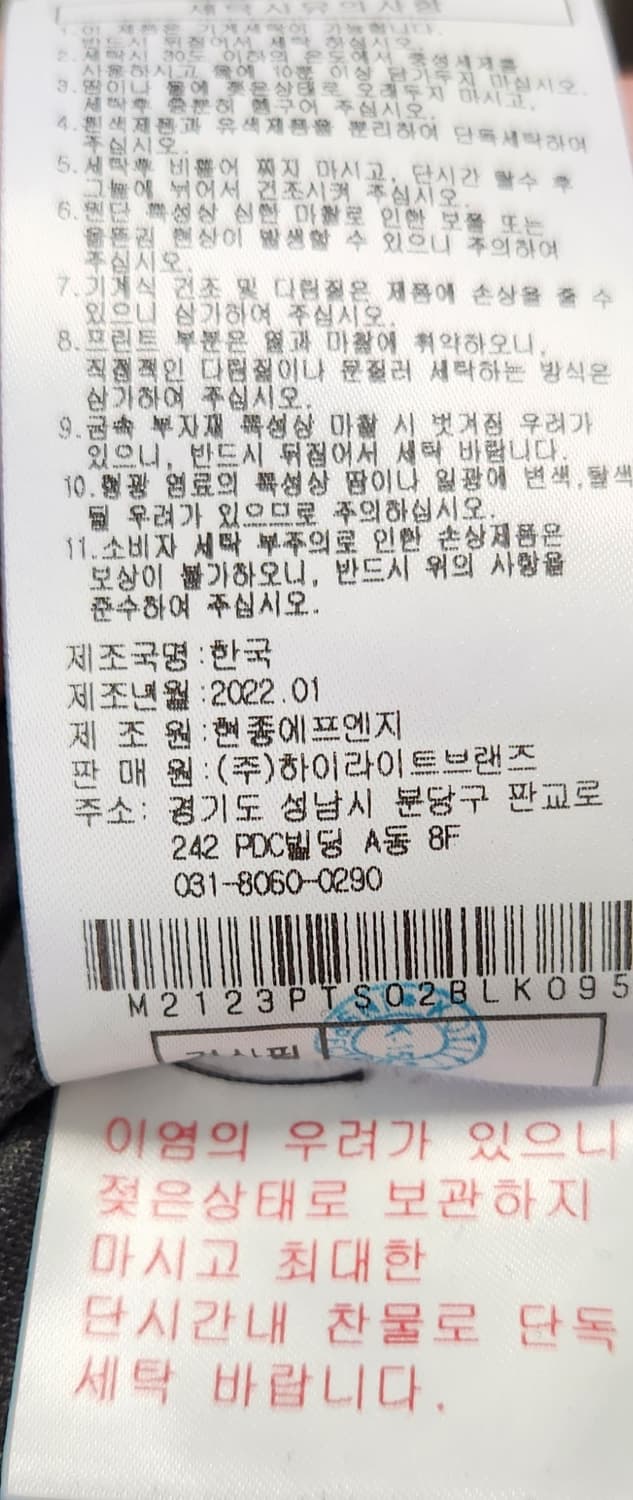 세탁시유의사항
1.이 제품은 기계세탁이 가능합니다.
반드시 뒤집어서 세탁 하십시오.
2.세탁시 30도 이하의 온도에서 중성세제를
사용하시고 물에 10분 이상 담가두지 마십시오.
3.땀이나 물에 젖은상태로 오래두지 마시고,
세탁후 충분히 헹구어 주십시오.
4.흰색제품과 유색제품을 분리하여 단독세탁하여
주십시오.
5.세탁후 비틀어 짜지 마시고, 단시간 탈수 후
그늘에 뉘어서 건조시켜 주십시오.
6.원단 특성상 심한 마찰로 인한 보풀 또는
올뜯김 현상이 발생할 수 있으니 주의하여
주십시오.
7.기계식 건조 및 다림질은 제품에 손상을 줄 수
있으니 삼가하여 주십시오.
8.프린트 부분은 열과 마찰에 취약하오니,
직접적인 다림질이나 문질러 세탁하는 방식은
삼가하여 주십시오.
9.금속 부자재 특성상 마찰 시 벗겨짐 우려가
있으니, 반드시 뒤집어서 세탁 바랍니다.
10.형광 염료의 특성상 땀이나 일광에 변색,탈색
될 우려가 있으므로 주의하십시오.
11.소비자 세탁 부주의로 인한 손상제품은
보상이 불가하오니, 반드시 위의 사항을
준수하여 주십시오.
제조국명:한국
제조년월:2022.01
제 조 원:현종에프엔지
판 매 원:(주)하이라이트브랜즈
주소: 경기도 성남시 분당구 판교로
242 PDC빌딩 A동 8F
031-8060-0290
M2123PTS02BLK095
검사필
이염의 우려가 있으니
젖은상태로 보관하지
마시고 최대한
단시간내 찬물로 단독
세탁 바랍니다.